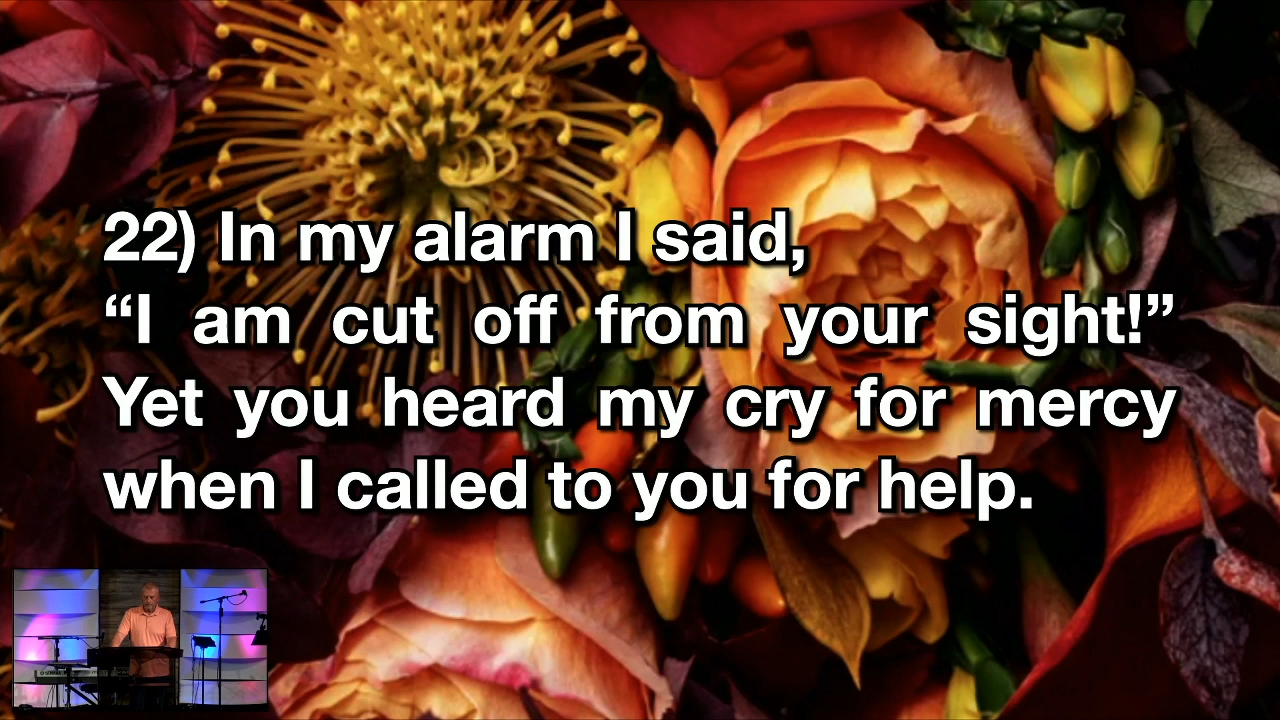 22) In my alarm I said,
“I am cut off from your sight!”
Yet you heard my cry for mercy
when I called to you for help.